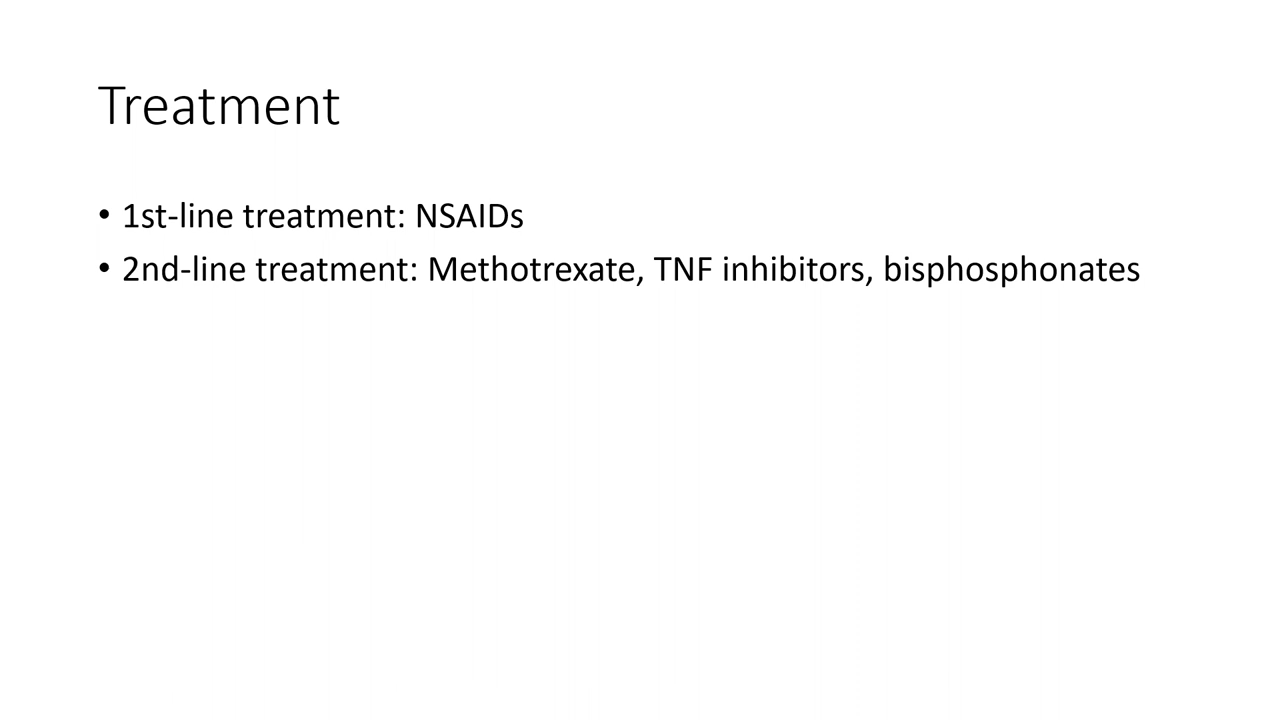 Treatment
• 1st-line treatment: NSAIDs
• 2nd-line treatment: Methotrexate, TNF inhibitors, bisphosphonates